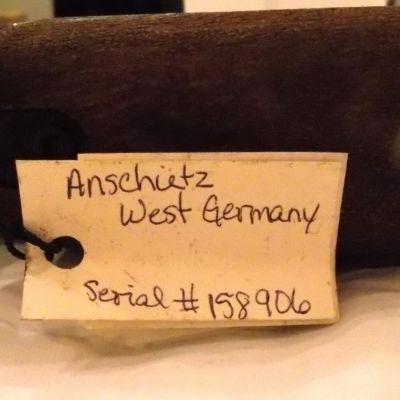 Anschietz
West Germany
Serial # 158906